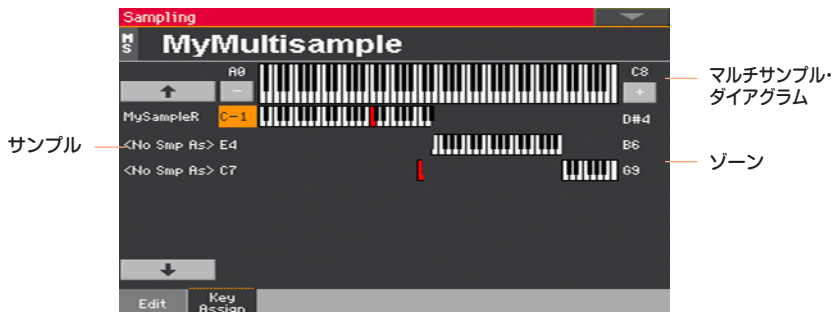 Sampling
MS MyMultisample
A0 C8
- +
マルチサンプル・
ダイアグラム
MySampleR C-1 D#4
サンプル
<No Smp As> E4 B6
ゾーン
<No Smp As> C7 G9
Edit
Key
Assign